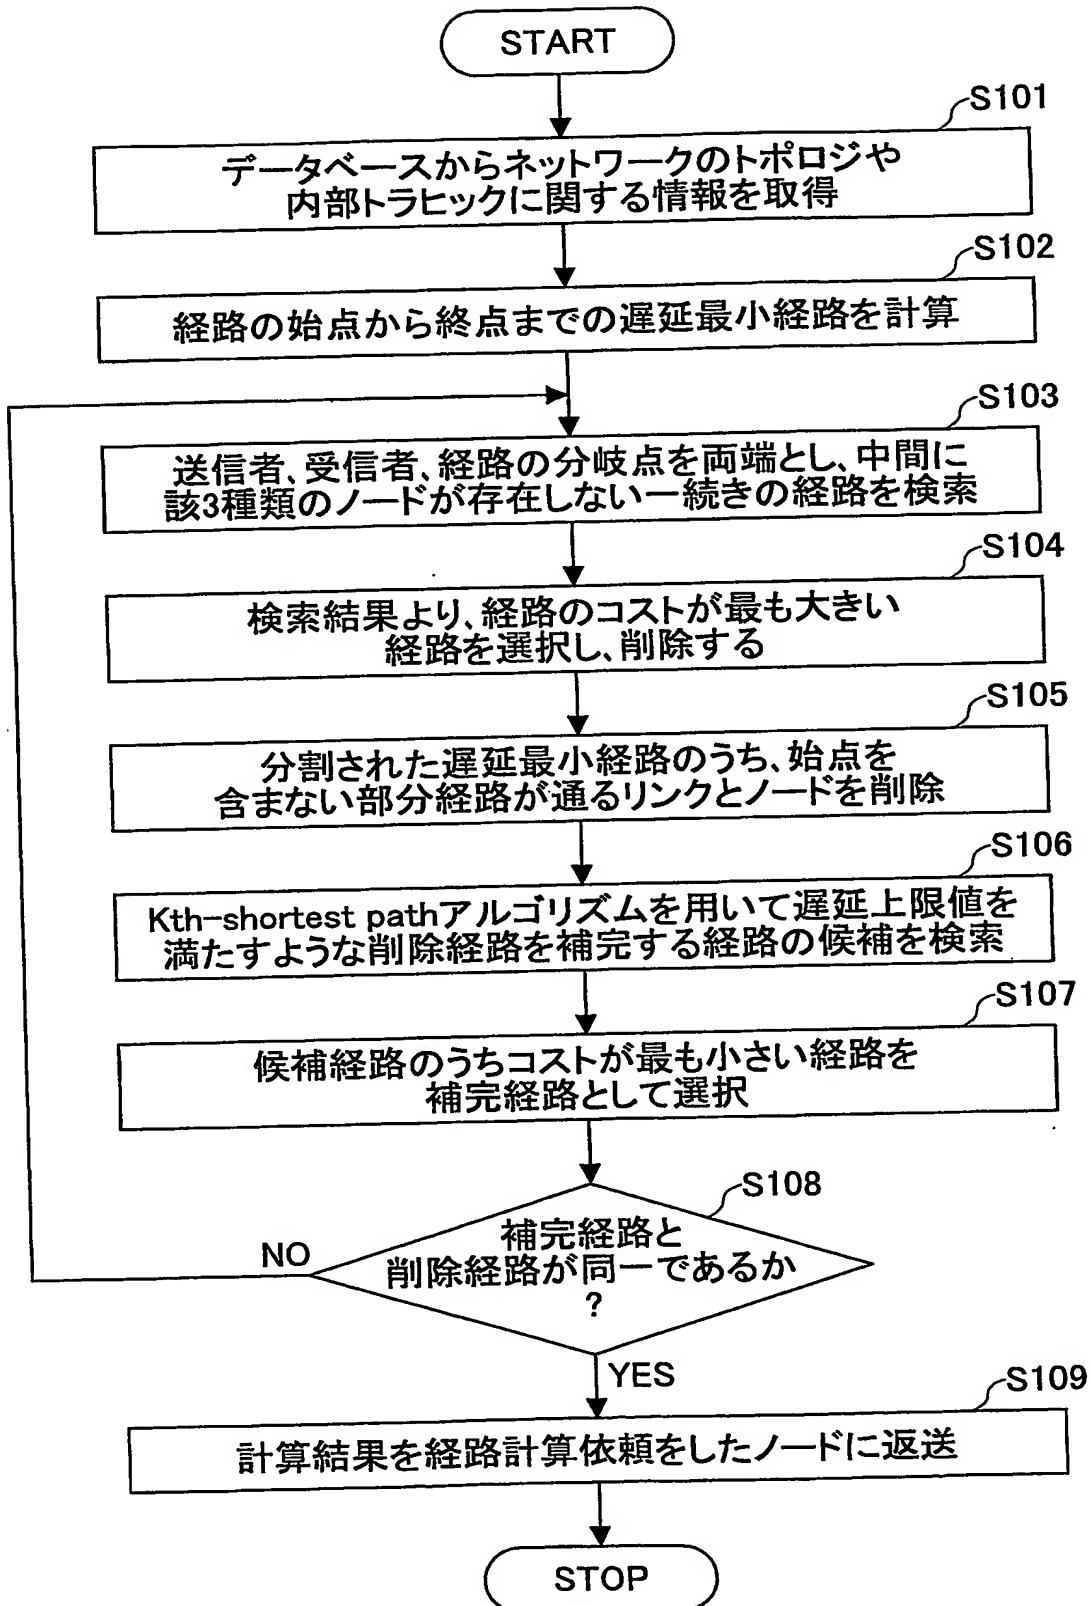 START
S101
データベースからネットワークのトポロジや
内部トラヒックに関する情報を取得
S102
経路の始点から終点までの遅延最小経路を計算
S103
送信者、受信者、経路の分岐点を両端とし、中間に
該3種類のノードが存在しない一続きの経路を検索
S104
検索結果より、経路のコストが最も大きい
経路を選択し、削除する
S105
分割された遅延最小経路のうち、始点を
含まない部分経路が通るリンクとノードを削除
S106
Kth-shortest pathアルゴリズムを用いて遅延上限値を
満たすような削除経路を補完する経路の候補を検索
S107
候補経路のうちコストが最も小さい経路を
補完経路として選択
S108
補完経路と
削除経路が同一であるか
?
NO
YES
S109
計算結果を経路計算依頼をしたノードに返送
STOP